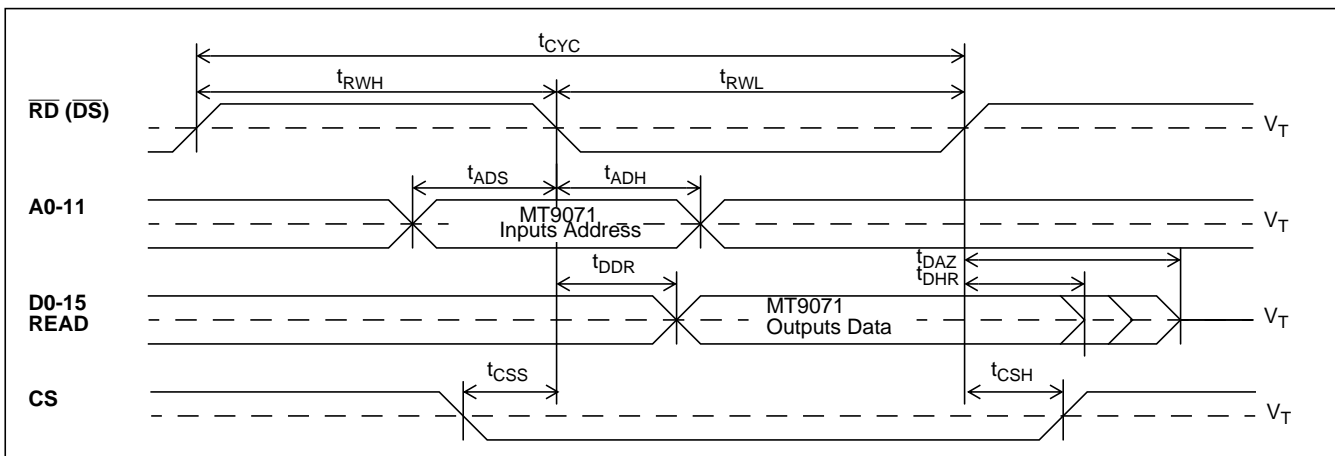 tCYC
tRWH
tRWL
RD (DS)
VT
tADS
tADH
A0-11
MT9071
Inputs Address
VT
tDAZ
tDDR
tDHR
D0-15
READ
MT9071
Outputs Data
VT
tCSS
tCSH
CS
VT